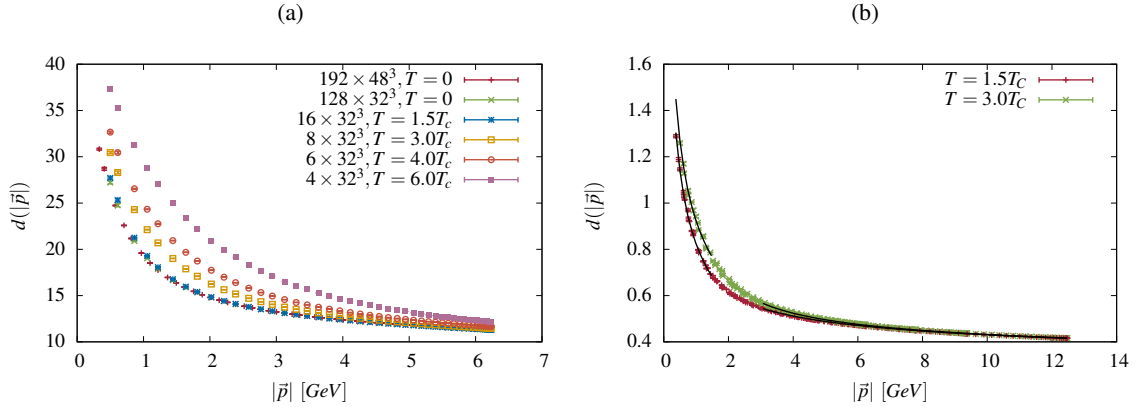 (a)
d(|p⃗|)
40
35
30
25
20
15
10
192 × 48³, T = 0
128 × 32³, T = 0
16 × 32³, T = 1.5T_c
8 × 32³, T = 3.0T_c
6 × 32³, T = 4.0T_c
4 × 32³, T = 6.0T_c
0 1 2 3 4 5 6 7
|p⃗| [GeV]
(b)
d(|p⃗|)
1.6
1.4
1.2
1
0.8
0.6
0.4
T = 1.5T_C
T = 3.0T_C
0 2 4 6 8 10 12 14
|p⃗| [GeV]